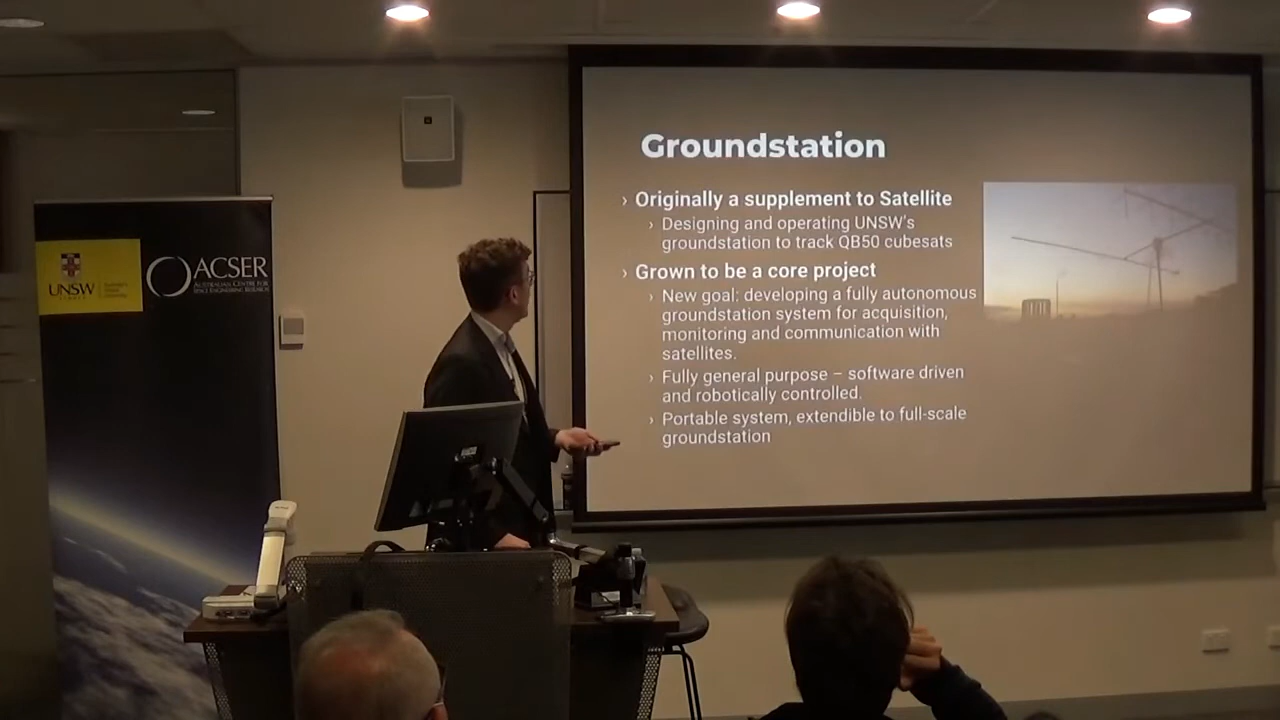 Groundstation
› Originally a supplement to Satellite
› Designing and operating UNSW's
groundstation to track QB50 cubesats
› Grown to be a core project
› New goal: developing a fully autonomous
groundstation system for acquisition,
monitoring and communication with
satellites.
› Fully general purpose – software driven
and robotically controlled.
› Portable system, extendible to full-scale
groundstation
UNSW
SYDNEY
ACSER
AUSTRALIAN CENTRE FOR
SPACE ENGINEERING RESEARCH